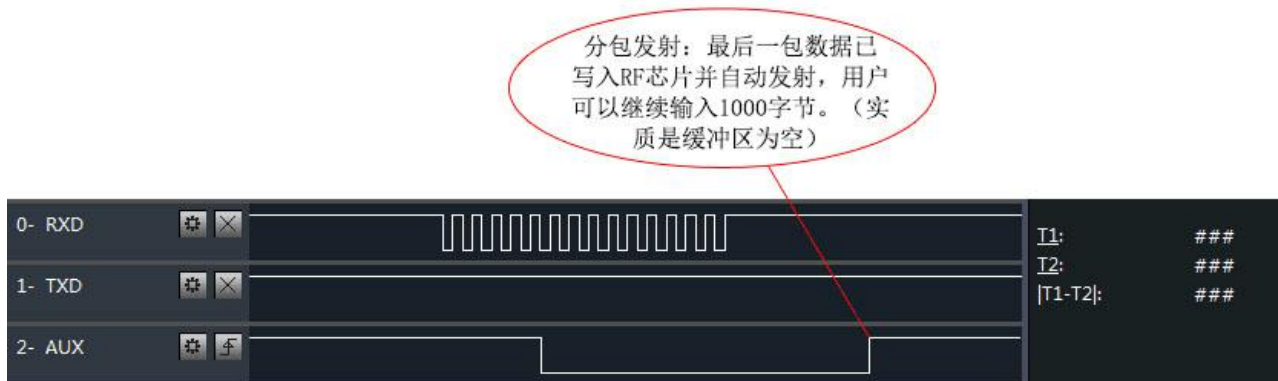 分包发射：最后一包数据已
写入RF芯片并自动发射，用户
可以继续输入1000字节。（实
质是缓冲区为空）
0- RXD
T1: ###
T2: ###
1- TXD
|T1-T2|: ###
2- AUX